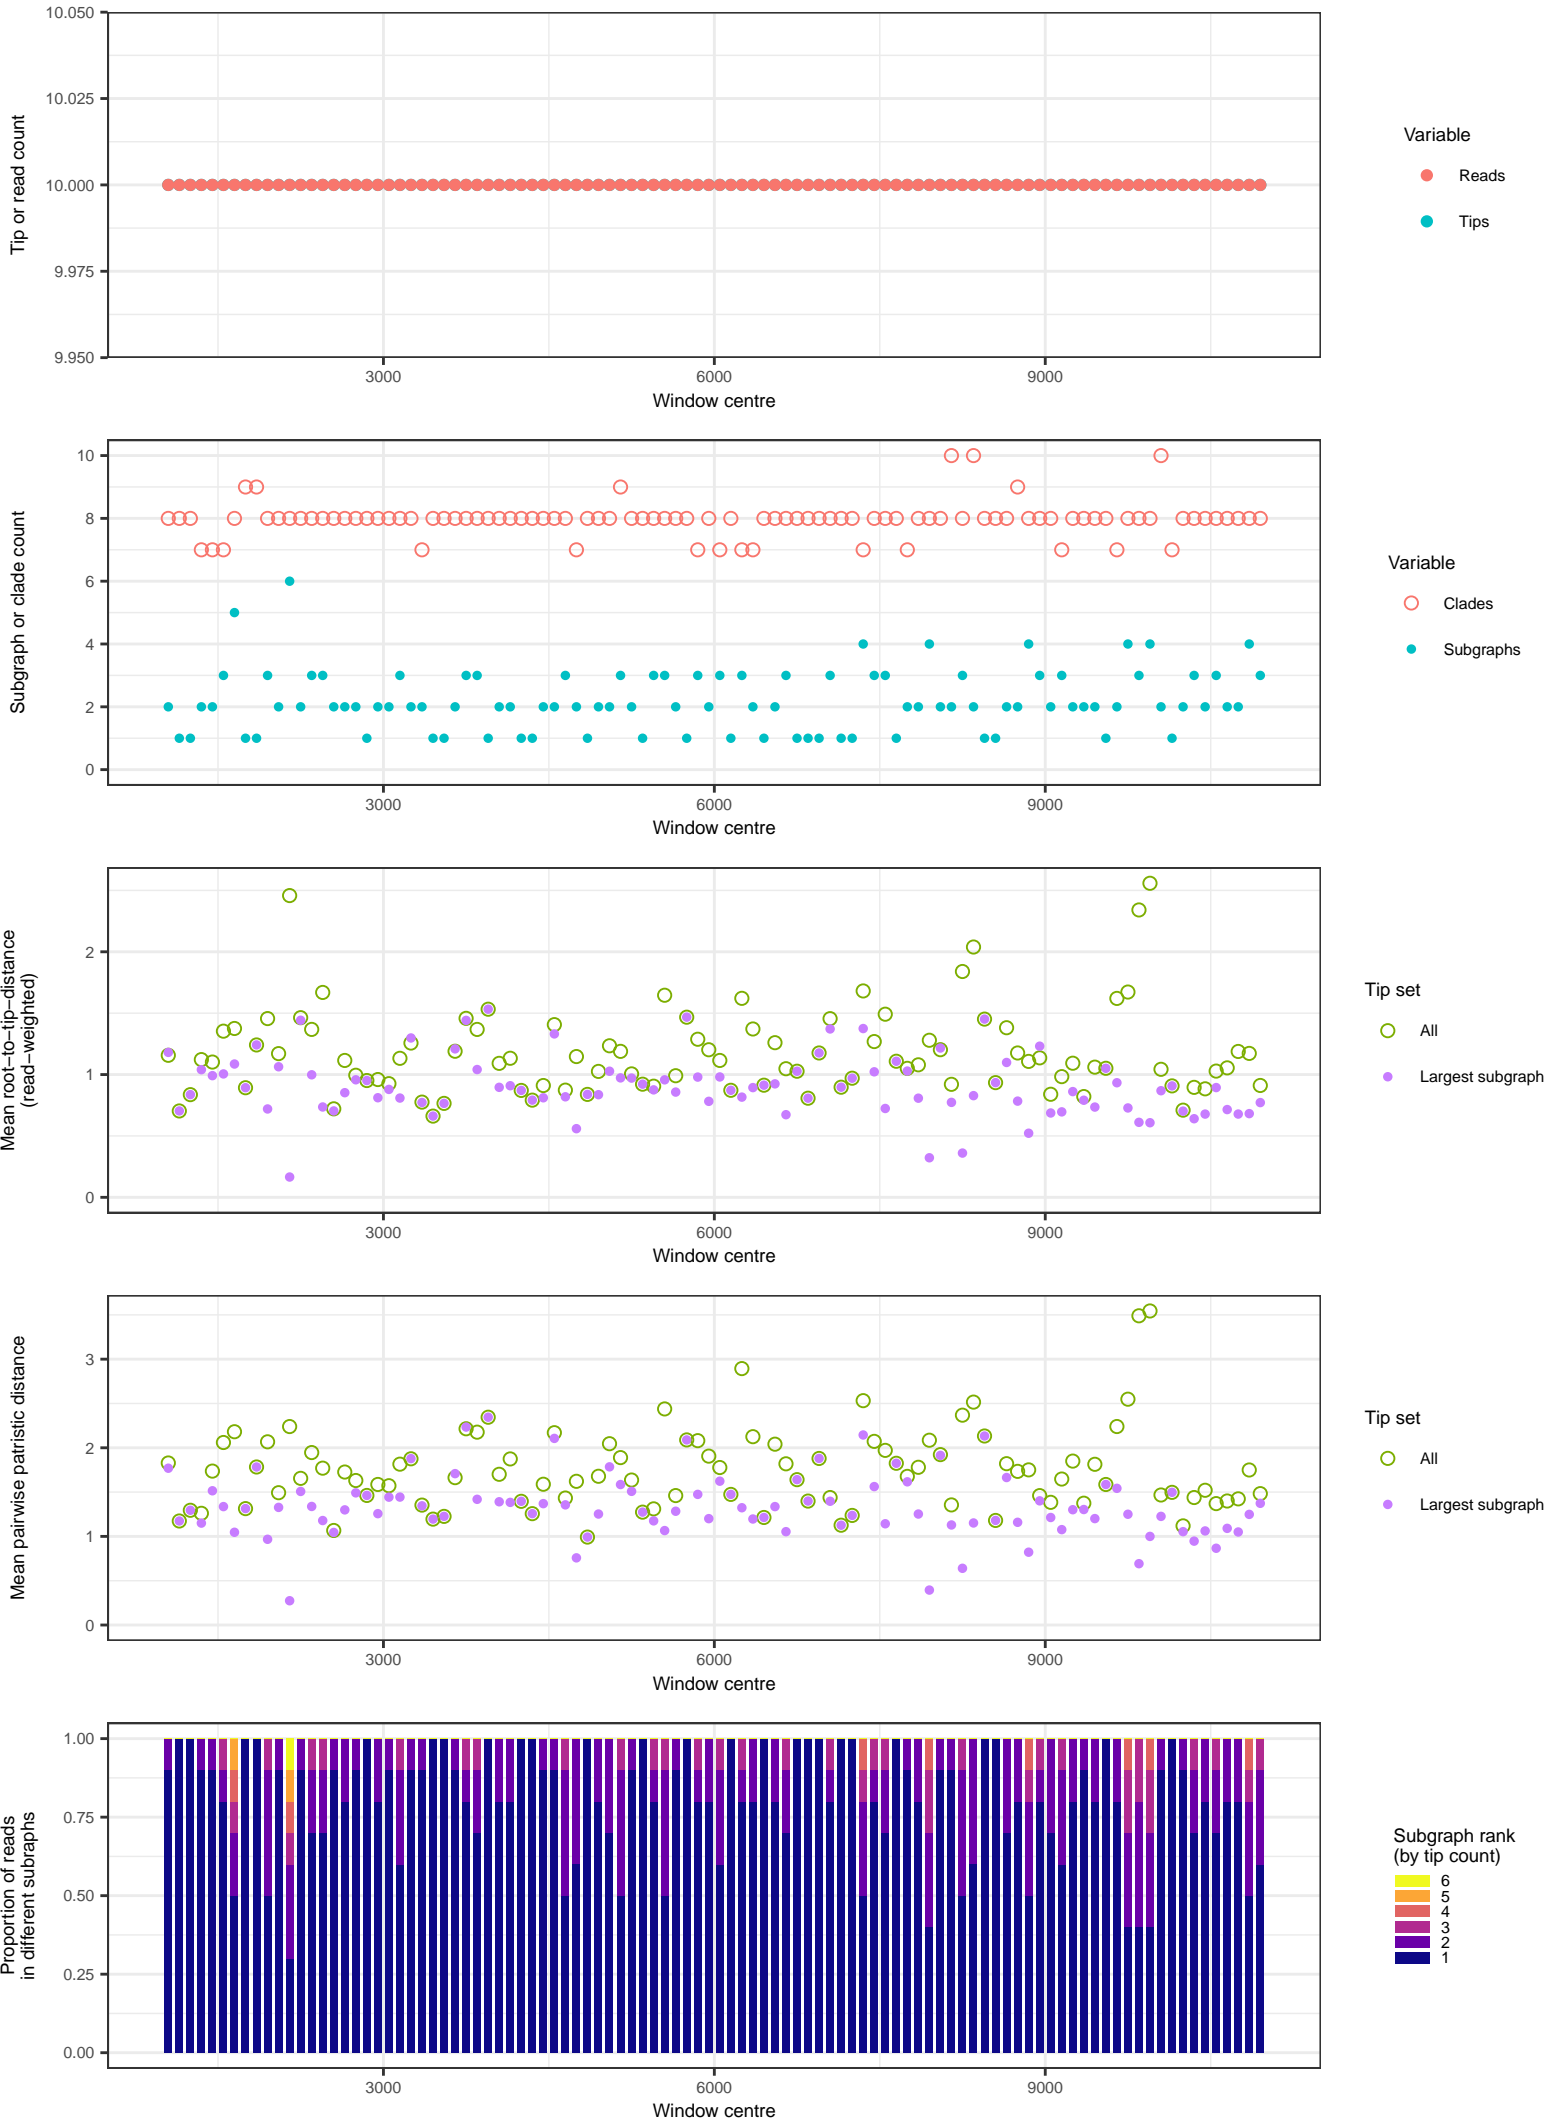 10.050
10.025
10.000
9.975
9.950
Tip or read count
3000
6000
9000
Window centre
Variable
Reads
Tips
10
8
6
4
2
0
Subgraph or clade count
3000
6000
9000
Window centre
Variable
Clades
Subgraphs
2
1
0
Mean root−to−tip−distance
(read−weighted)
3000
6000
9000
Window centre
Tip set
All
Largest subgraph
3
2
1
0
Mean pairwise patristic distance
3000
6000
9000
Window centre
Tip set
All
Largest subgraph
1.00
0.75
0.50
0.25
0.00
Proportion of reads
in different subraphs
3000
6000
9000
Window centre
Subgraph rank
(by tip count)
6
5
4
3
2
1